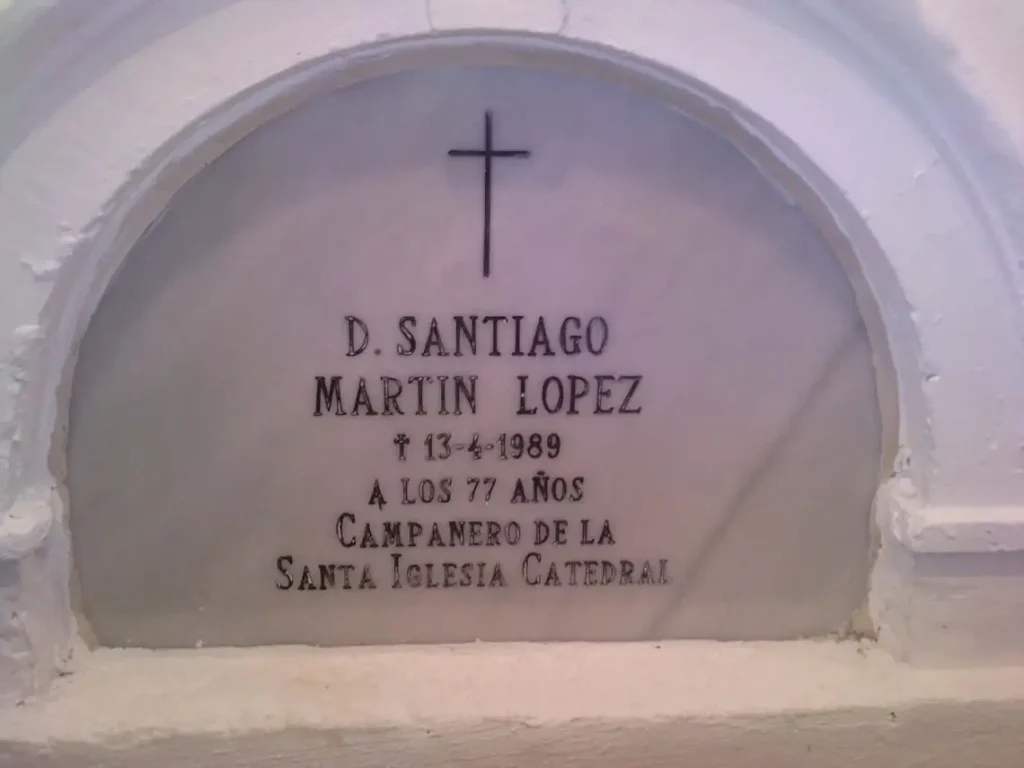 D. SANTIAGO
MARTIN LOPEZ
✝ 13-4-1989
A LOS 77 AÑOS
CAMPANERO DE LA
SANTA IGLESIA CATEDRAL